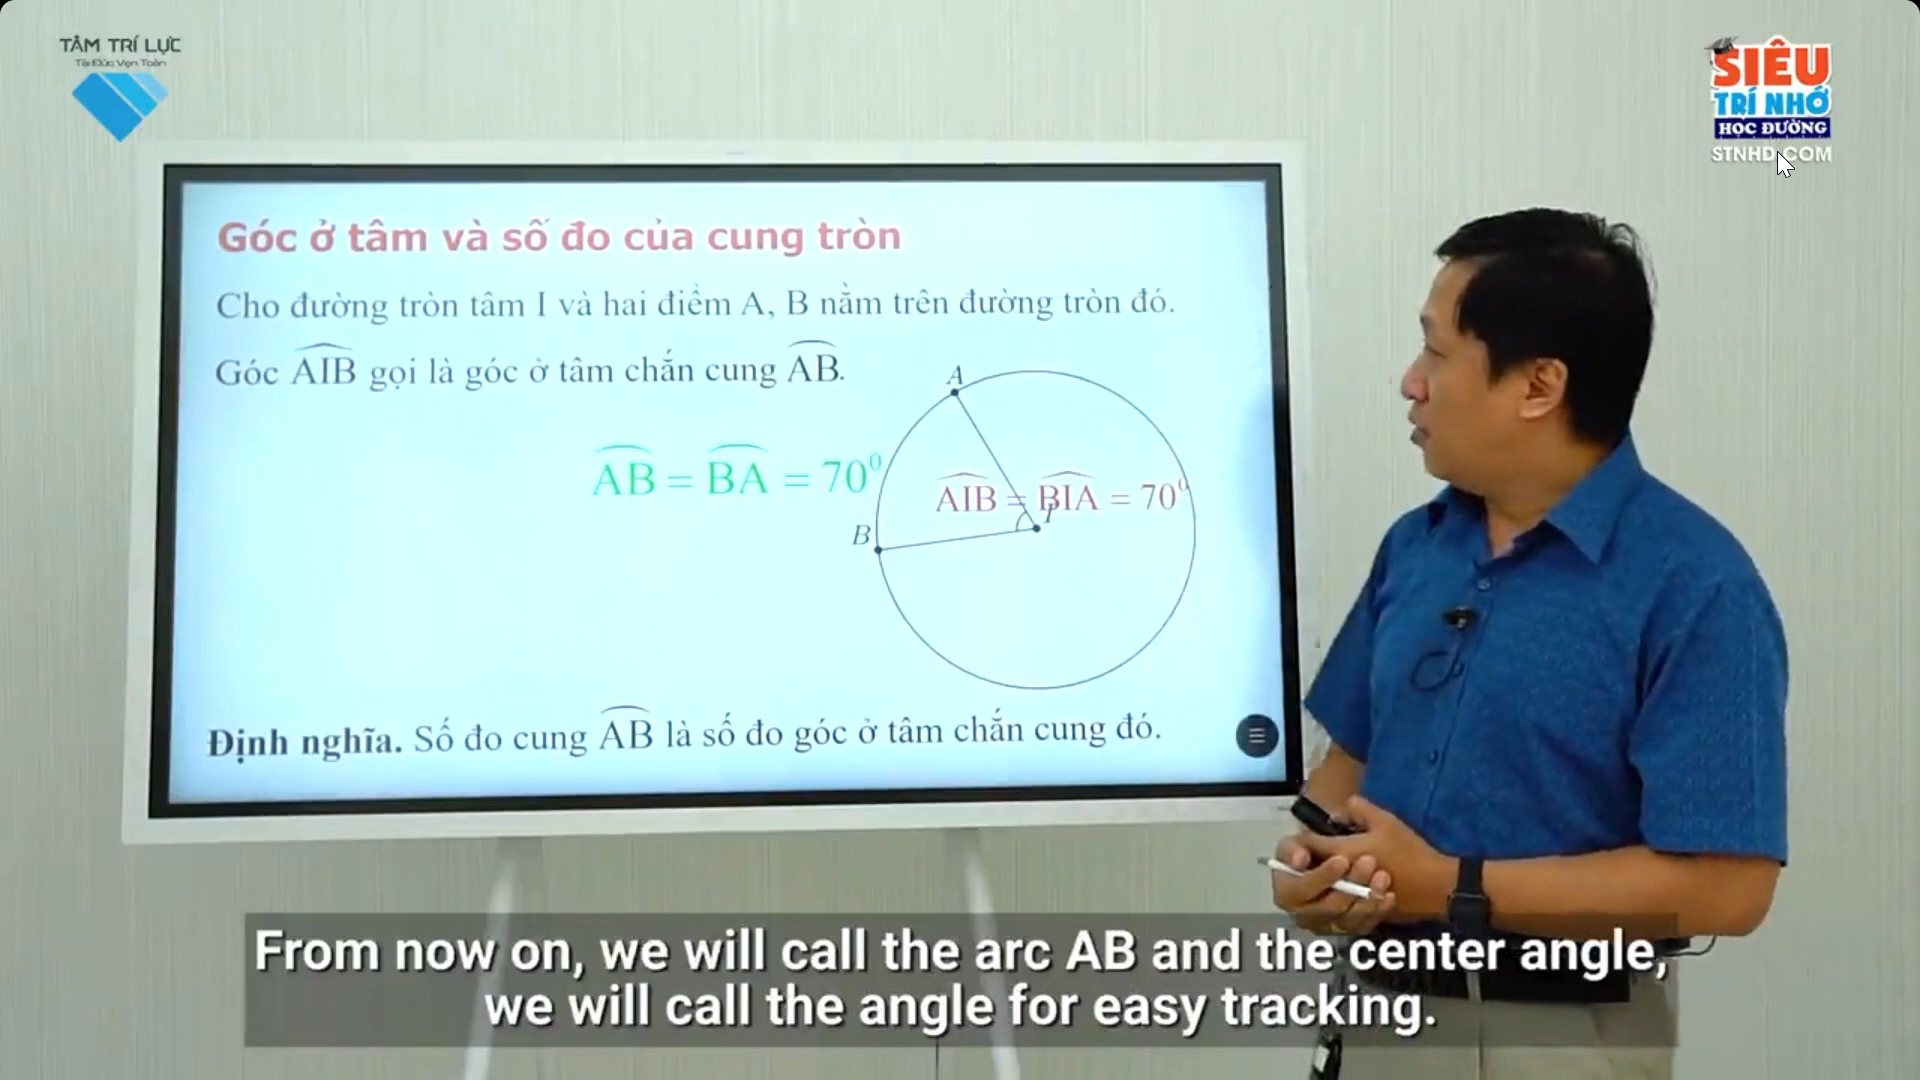 TÂM TRÍ LỰC
Tài Đức Vẹn Toàn
SIÊU
TRÍ NHỚ
HỌC ĐƯỜNG
STNHD.COM
Góc ở tâm và số đo của cung tròn
Cho đường tròn tâm I và hai điểm A, B nằm trên đường tròn đó.
Góc AIB gọi là góc ở tâm chắn cung AB.
A
AB = BA = 70⁰
AIB = BIA = 70⁰
I
B
Định nghĩa. Số đo cung AB là số đo góc ở tâm chắn cung đó.
From now on, we will call the arc AB and the center angle,
we will call the angle for easy tracking.